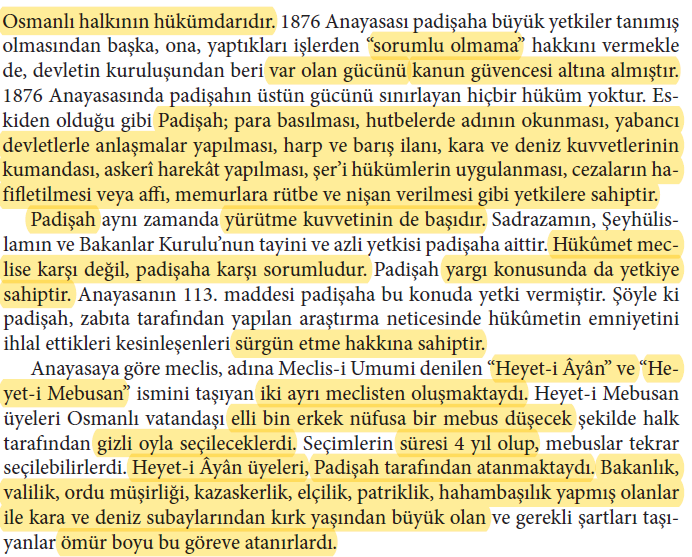 Osmanlı halkının hükümdarıdır. 1876 Anayasası padişaha büyük yetkiler tanımış
olmasından başka, ona, yaptıkları işlerden “sorumlu olmama” hakkını vermekle
de, devletin kuruluşundan beri var olan gücünü kanun güvencesi altına almıştır.
1876 Anayasasında padişahın üstün gücünü sınırlayan hiçbir hüküm yoktur. Es-
kiden olduğu gibi Padişah; para basılması, hutbelerde adının okunması, yabancı
devletlerle anlaşmalar yapılması, harp ve barış ilanı, kara ve deniz kuvvetlerinin
kumandası, askerî harekât yapılması, şer’i hükümlerin uygulanması, cezaların ha-
fifletilmesi veya affı, memurlara rütbe ve nişan verilmesi gibi yetkilere sahiptir.
Padişah aynı zamanda yürütme kuvvetinin de başıdır. Sadrazamın, Şeyhülis-
lamın ve Bakanlar Kurulu’nun tayini ve azli yetkisi padişaha aittir. Hükûmet mec-
lise karşı değil, padişaha karşı sorumludur. Padişah yargı konusunda da yetkiye
sahiptir. Anayasanın 113. maddesi padişaha bu konuda yetki vermiştir. Şöyle ki
padişah, zabıta tarafından yapılan araştırma neticesinde hükûmetin emniyetini
ihlal ettikleri kesinleşenleri sürgün etme hakkına sahiptir.
Anayasaya göre meclis, adına Meclis-i Umumi denilen “Heyet-i Âyân” ve “He-
yet-i Mebusan” ismini taşıyan iki ayrı meclisten oluşmaktaydı. Heyet-i Mebusan
üyeleri Osmanlı vatandaşı elli bin erkek nüfusa bir mebus düşecek şekilde halk
tarafından gizli oyla seçileceklerdi. Seçimlerin süresi 4 yıl olup, mebuslar tekrar
seçilebilirlerdi. Heyet-i Âyân üyeleri, Padişah tarafından atanmaktaydı. Bakanlık,
valilik, ordu müşirliği, kazaskerlik, elçilik, patriklik, hahambaşılık yapmış olanlar
ile kara ve deniz subaylarından kırk yaşından büyük olan ve gerekli şartları taşı-
yanlar ömür boyu bu göreve atanırlardı.